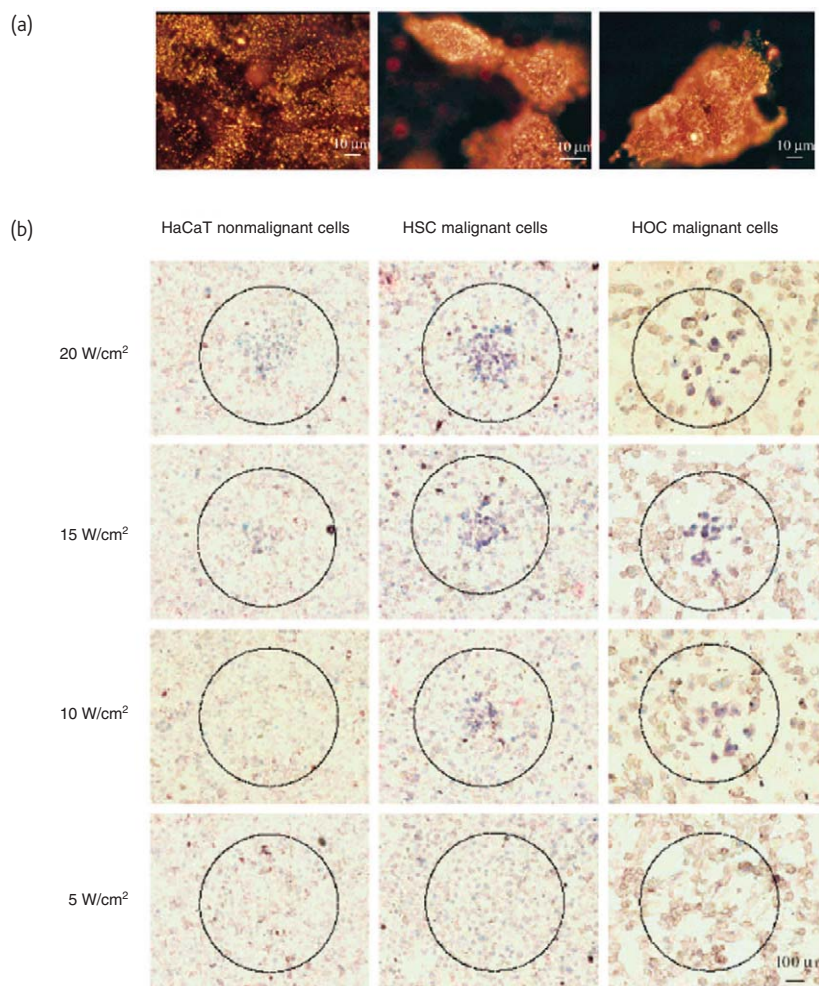 (a)
10 μm 10 μm 10 μm
(b)
HaCaT nonmalignant cells HSC malignant cells HOC malignant cells
20 W/cm²
15 W/cm²
10 W/cm²
5 W/cm²
100 μm